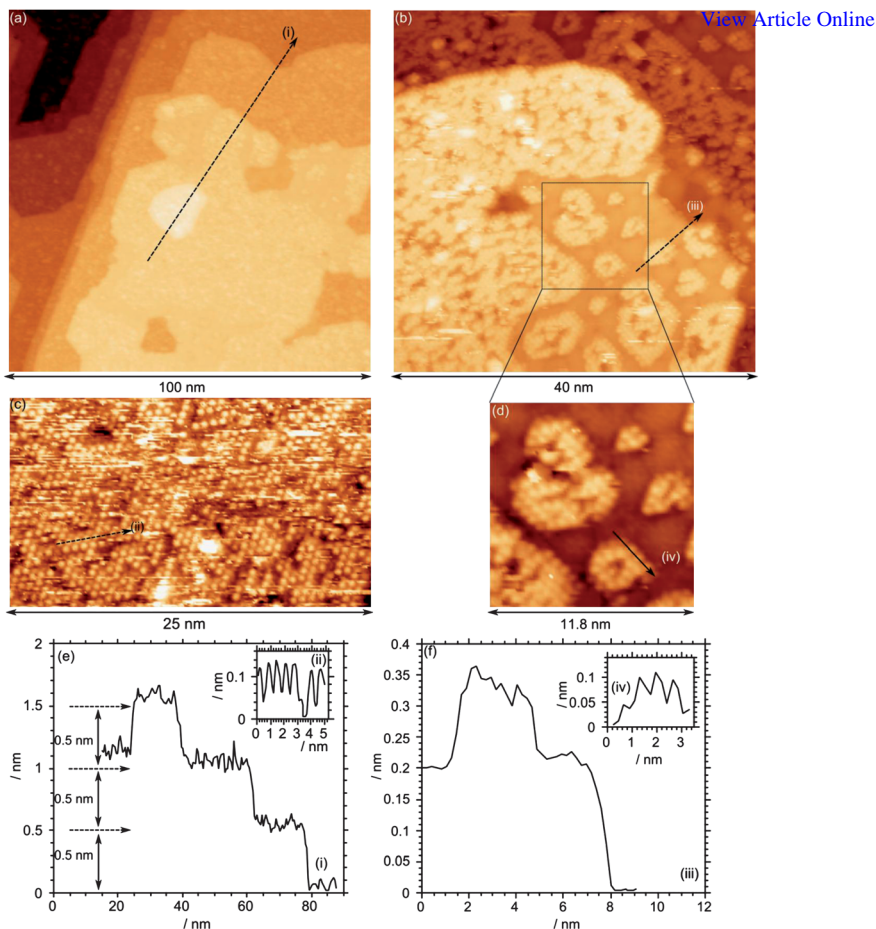 View Article Online
(a)
(i)
100 nm
(b)
(iii)
40 nm
(c)
(ii)
25 nm
(d)
(iv)
11.8 nm
(e)
2
1.5
1
0.5
0
/ nm
0.5 nm
0.5 nm
0.5 nm
0 20 40 60 80
/ nm
(i)
(ii)
0.1
0
/ nm
0 1 2 3 4 5
/ nm
(f)
0.4
0.35
0.3
0.25
0.2
0.15
0.1
0.05
0
/ nm
0 2 4 6 8 10 12
/ nm
(iii)
(iv)
0.1
0.05
0
/ nm
0 1 2 3
/ nm